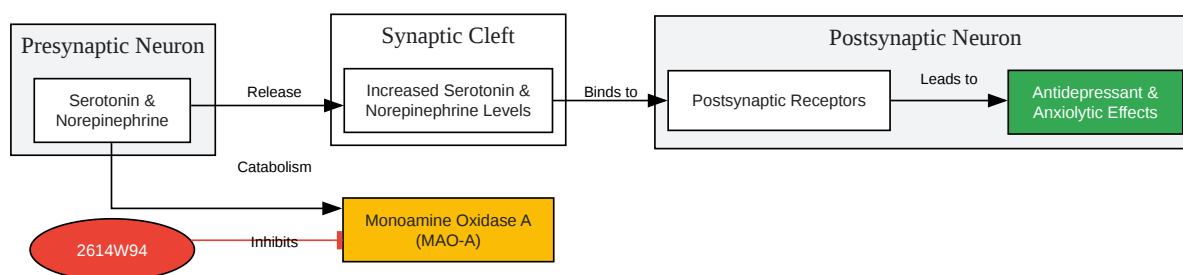 Presynaptic Neuron
Serotonin &
Norepinephrine
Release
Synaptic Cleft
Increased Serotonin &
Norepinephrine Levels
Binds to
Postsynaptic Neuron
Postsynaptic Receptors
Leads to
Antidepressant &
Anxiolytic Effects
Catabolism
Monoamine Oxidase A
(MAO-A)
2614W94
Inhibits